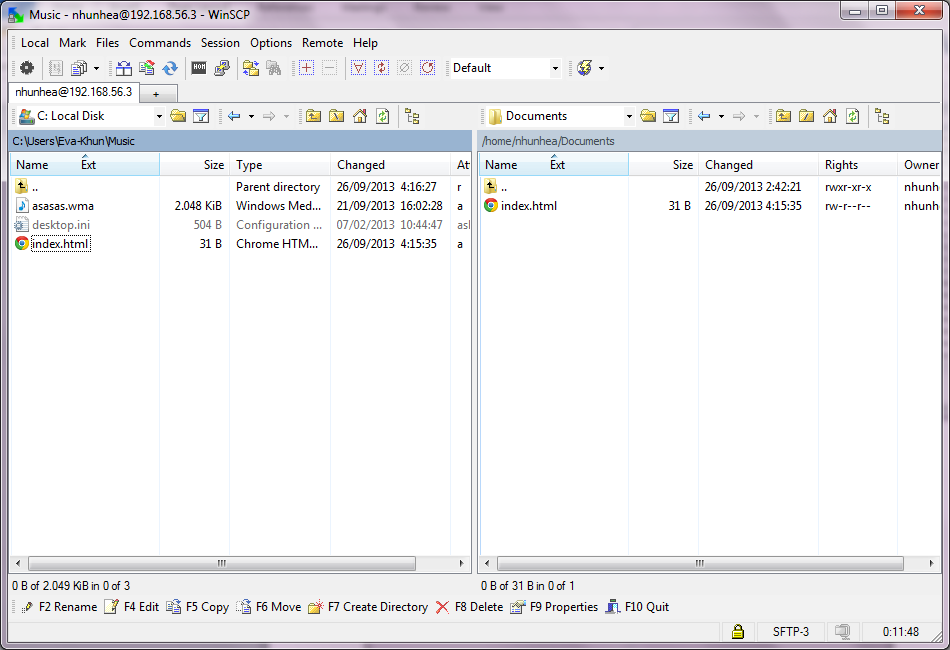 Music - nhunhea@192.168.56.3 - WinSCP
Local Mark Files Commands Session Options Remote Help
Default
nhunhea@192.168.56.3 +
C: Local Disk Documents
C:\Users\Eva-Khun\Music /home/nhunhea/Documents
Name Ext Size Type Changed At Name Ext Size Changed Rights Owner
.. Parent directory 26/09/2013 4:16:27 r .. 26/09/2013 2:42:21 rwxr-xr-x nhunh
asasas.wma 2.048 KiB Windows Med... 21/09/2013 16:02:28 a index.html 31 B 26/09/2013 4:15:35 rw-r--r-- nhunh
desktop.ini 504 B Configuration ... 07/02/2013 10:44:47 asl
index.html 31 B Chrome HTM... 26/09/2013 4:15:35 a
0 B of 2.049 KiB in 0 of 3 0 B of 31 B in 0 of 1
F2 Rename F4 Edit F5 Copy F6 Move F7 Create Directory F8 Delete F9 Properties F10 Quit
SFTP-3 0:11:48